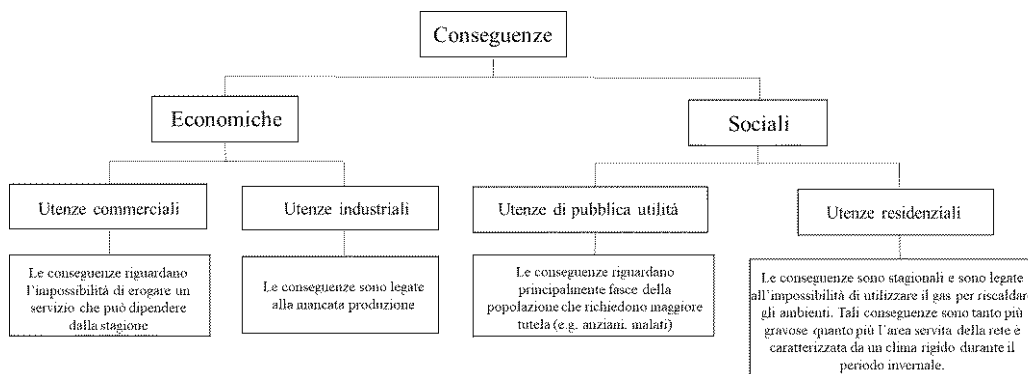 Conseguenze
Economiche
Sociali
Utenze commerciali
Utenze industriali
Utenze di pubblica utilità
Utenze residenziali
Le conseguenze riguardano
l'impossibilità di erogare un
servizio che può dipendere
dalla stagione
Le conseguenze sono legate
alla mancata produzione
Le conseguenze riguardano
principalmente fasce della
popolazione che richiedono maggiore
tutela (e.g. anziani, malati)
Le conseguenze sono stagionali e sono legate
all'impossibilità di utilizzare il gas per riscaldare
gli ambienti. Tali conseguenze sono tanto più
gravose quanto più l'area servita della rete è
caratterizzata da un clima rigido durante il
periodo invernale.